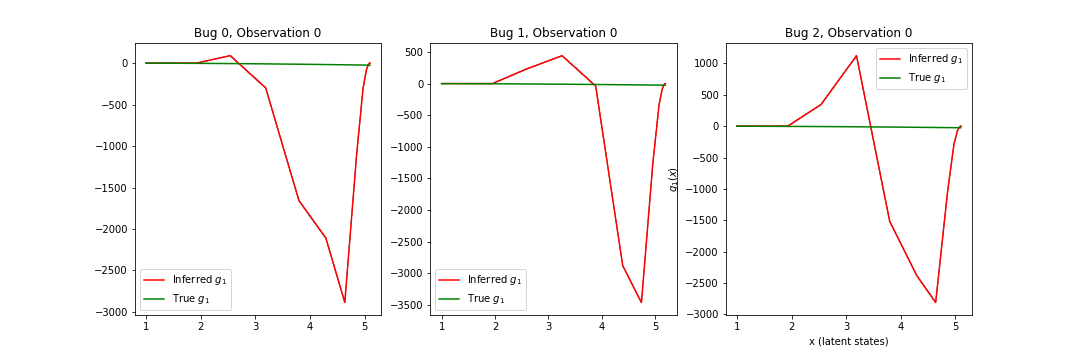 Bug 0, Observation 0
0
−500
−1000
−1500
−2000
−2500
−3000
1 2 3 4 5
Inferred g₁
True g₁
Bug 1, Observation 0
500
0
−500
−1000
−1500
−2000
−2500
−3000
−3500
1 2 3 4 5
Inferred g₁
True g₁
Bug 2, Observation 0
g₁(x)
1000
500
0
−500
−1000
−1500
−2000
−2500
−3000
1 2 3 4 5
x (latent states)
Inferred g₁
True g₁